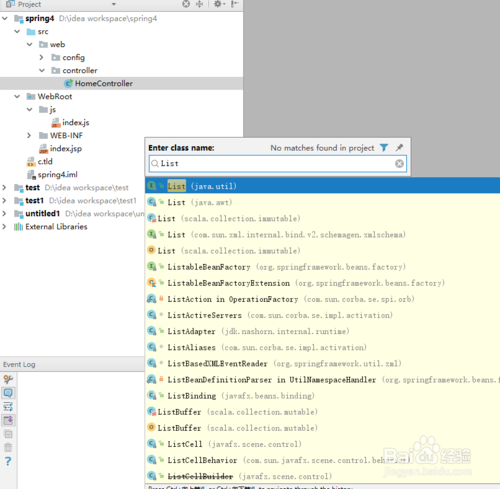 Project
spring4 D:\idea workspace\spring4
src
web
config
controller
HomeController
WebRoot
js
index.js
WEB-INF
index.jsp
c.tld
spring4.iml
test D:\idea workspace\test
test1 D:\idea workspace\test1
untitled1 D:\idea workspace\un
External Libraries
Enter class name: No matches found in project
List
List (java.util)
List (java.awt)
List (scala.collection.immutable)
List (com.sun.xml.internal.bind.v2.schemagen.xmlschema)
List (scala.collection.immutable)
ListableBeanFactory (org.springframework.beans.factory)
ListableBeanFactoryExtension (org.springframework.beans.factory)
ListAction in OperationFactory (com.sun.corba.se.spi.orb)
ListActiveServers (com.sun.corba.se.impl.activation)
ListAdapter (jdk.nashorn.internal.runtime)
ListAliases (com.sun.corba.se.impl.activation)
ListBasedXMLEventReader (org.springframework.util.xml)
ListBeanDefinitionParser in UtilNamespaceHandler (org.springframework.beans.f
ListBinding (javafx.beans.binding)
ListBuffer (scala.collection.mutable)
ListBuffer (scala.collection.mutable)
ListCell (javafx.scene.control)
ListCellBehavior (com.sun.javafx.scene.control.behavior)
ListCellBuilder (javafx.scene.control)
Event Log
Baidu 经验
jingyan.baidu.com